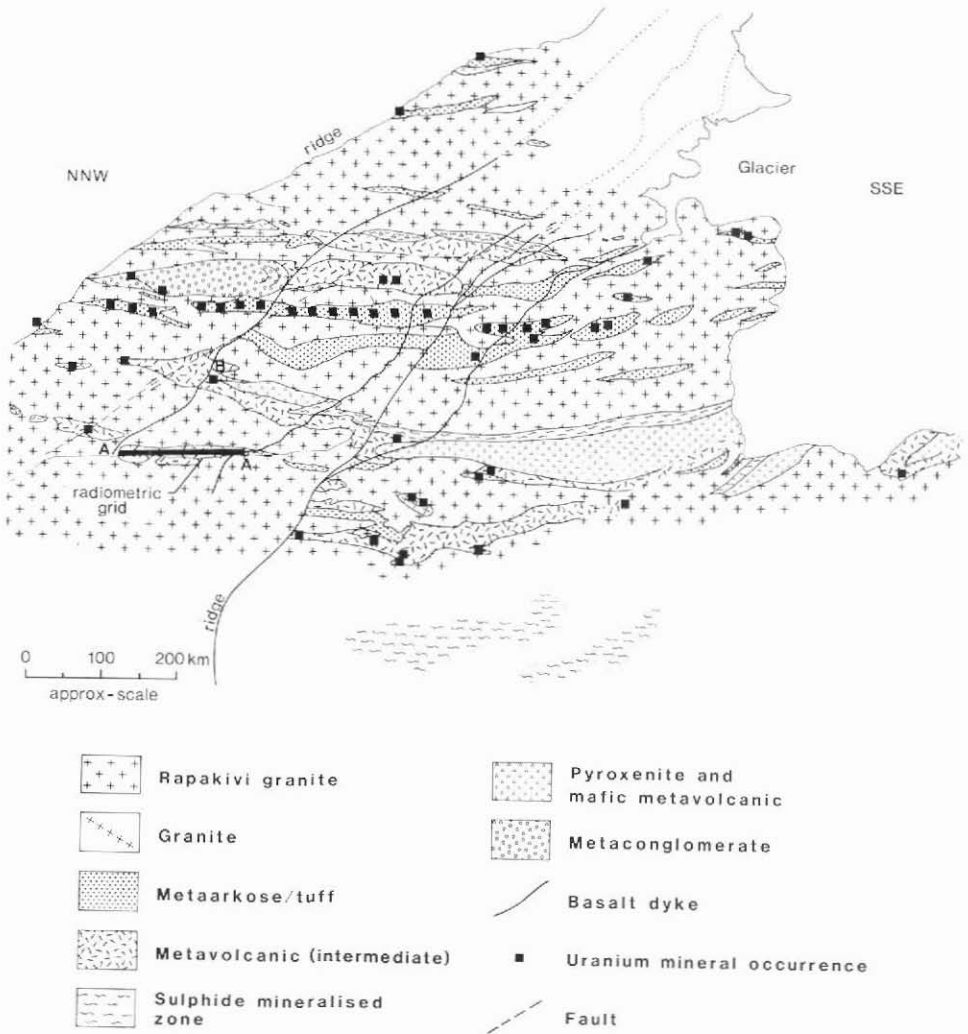 ridge
NNW
Glacier
SSE
B
A
A
radiometric
grid
ridge
0 100 200 km
approx-scale
Rapakivi granite
Granite
Metaarkose/tuff
Metavolcanic (intermediate)
Sulphide mineralised
zone
Pyroxenite and
mafic metavolcanic
Metaconglomerate
Basalt dyke
Uranium mineral occurrence
Fault